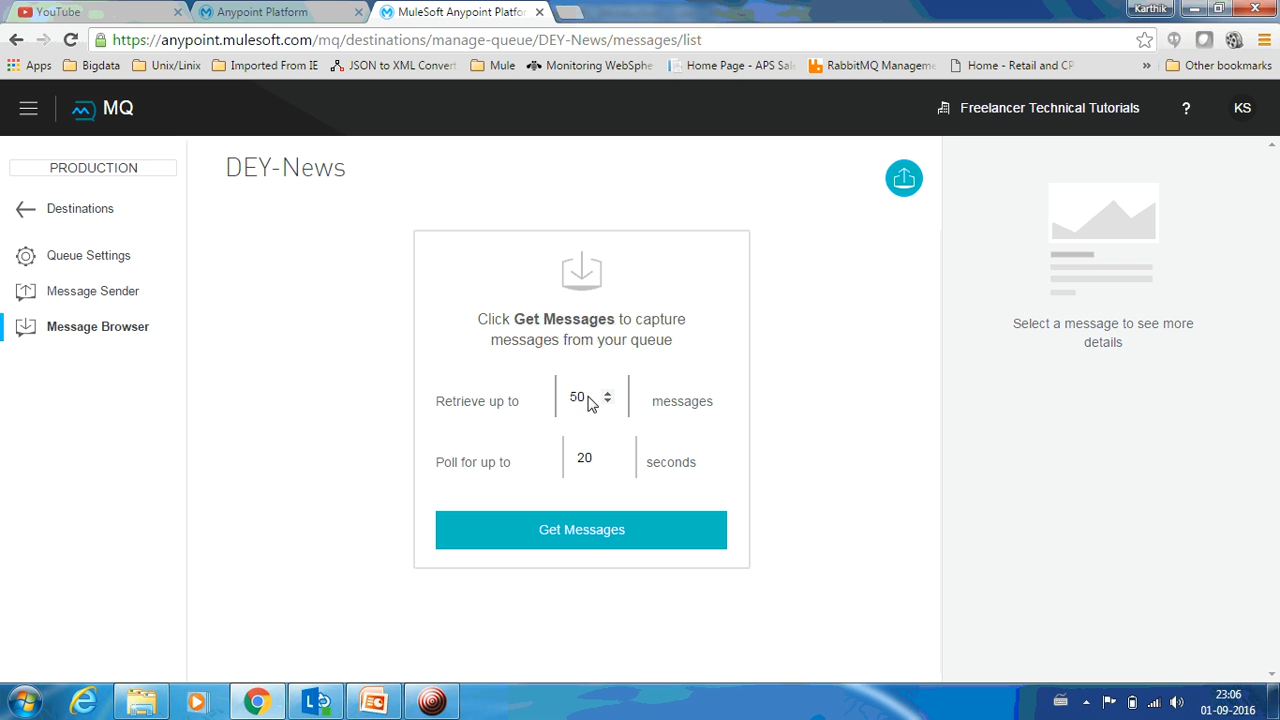 YouTube
Anypoint Platform
MuleSoft Anypoint Platfor
Karthik
https://anypoint.mulesoft.com/mq/destinations/manage-queue/DEY-News/messages/list
Apps Bigdata Unix/Linux Imported From IE JSON to XML Convert Mule Monitoring WebSphe Home Page - APS Sale RabbitMQ Manageme Home - Retail and CP » Other bookmarks
MQ
Freelancer Technical Tutorials ? KS
PRODUCTION
DEY-News
Destinations
Queue Settings
Message Sender
Message Browser
Click Get Messages to capture
messages from your queue
Retrieve up to 50 messages
Poll for up to 20 seconds
Get Messages
Select a message to see more
details
23:06
01-09-2016